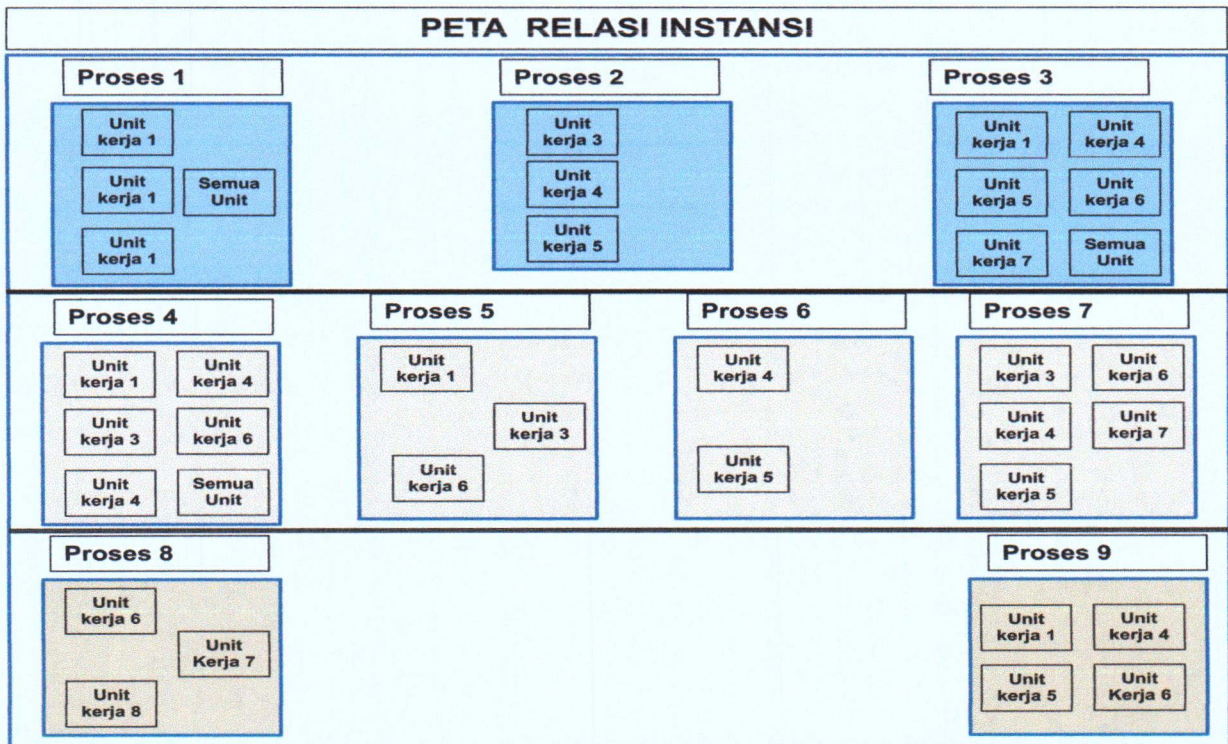 PETA RELASI INSTANSI
Proses 1
Unit
kerja 1
Unit
kerja 1
Semua
Unit
Unit
kerja 1
Proses 2
Unit
kerja 3
Unit
kerja 4
Unit
kerja 5
Proses 3
Unit
kerja 1
Unit
kerja 4
Unit
kerja 5
Unit
kerja 6
Unit
kerja 7
Semua
Unit
Proses 4
Unit
kerja 1
Unit
kerja 4
Unit
kerja 3
Unit
kerja 6
Unit
kerja 4
Semua
Unit
Proses 5
Unit
kerja 1
Unit
kerja 3
Unit
kerja 6
Proses 6
Unit
kerja 4
Unit
kerja 5
Proses 7
Unit
kerja 3
Unit
kerja 6
Unit
kerja 4
Unit
kerja 7
Unit
kerja 5
Proses 8
Unit
kerja 6
Unit
Kerja 7
Unit
kerja 8
Proses 9
Unit
kerja 1
Unit
kerja 4
Unit
kerja 5
Unit
Kerja 6